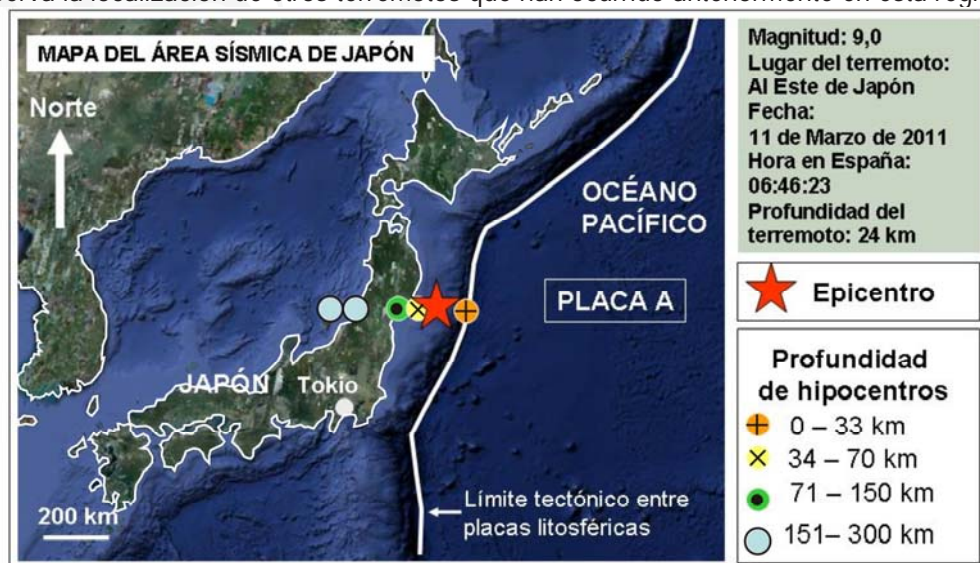 MAPA DEL ÁREA SÍSMICA DE JAPÓN
Norte
OCÉANO
PACÍFICO
PLACA A
JAPÓN
Tokio
200 km
Límite tectónico entre
placas litosféricas
Magnitud: 9,0
Lugar del terremoto:
Al Este de Japón
Fecha:
11 de Marzo de 2011
Hora en España:
06:46:23
Profundidad del
terremoto: 24 km
Epicentro
Profundidad
de hipocentros
0 – 33 km
34 – 70 km
71 – 150 km
151– 300 km